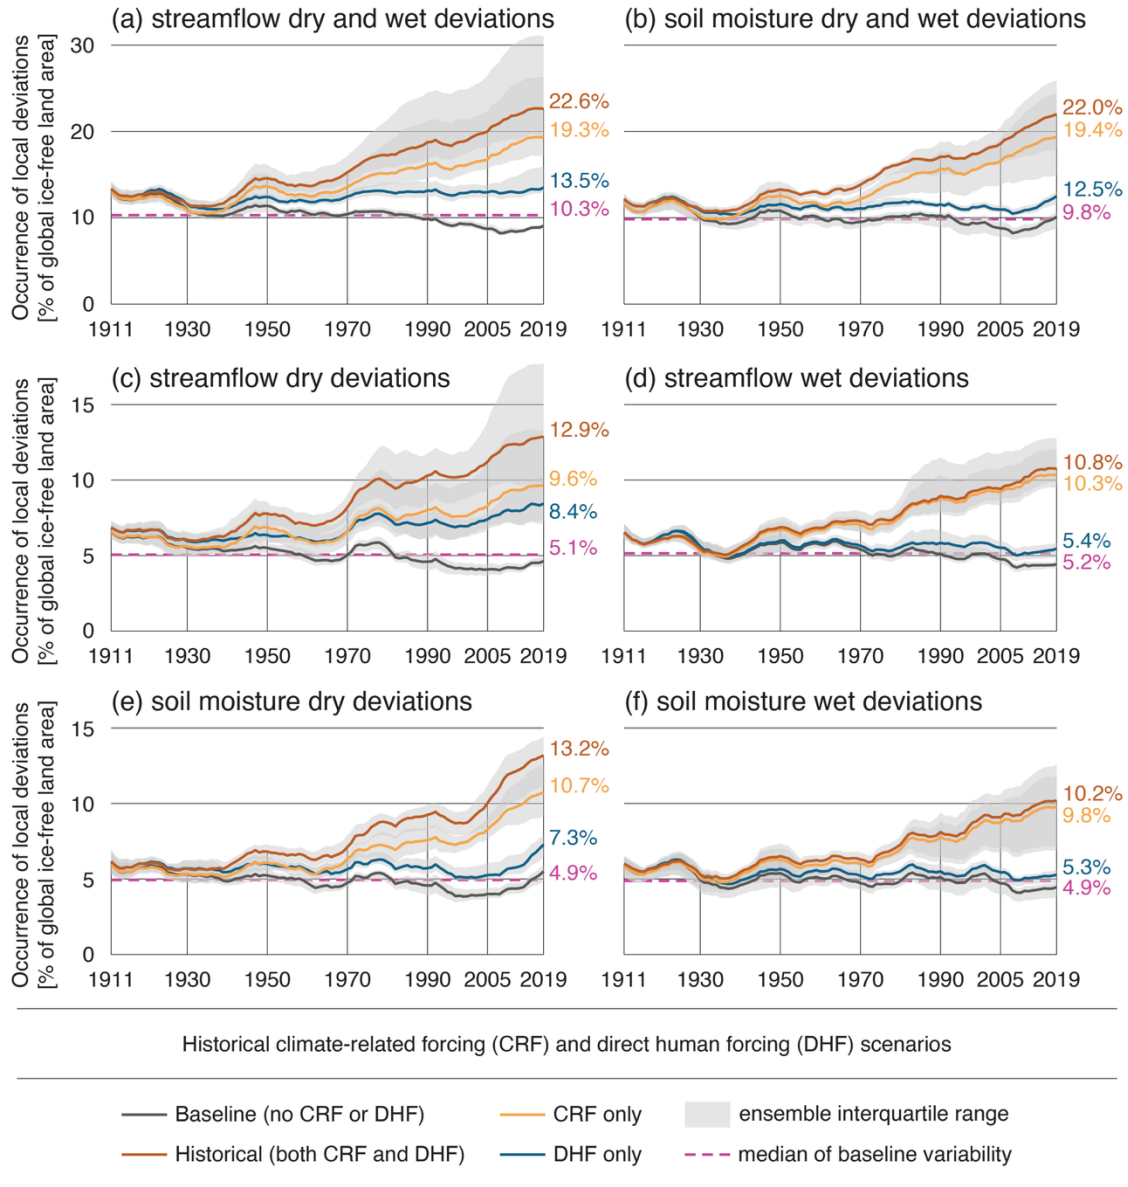 (a) streamflow dry and wet deviations
Occurrence of local deviations
[% of global ice-free land area]
30
20
10
0
22.6%
19.3%
13.5%
10.3%
1911 1930 1950 1970 1990 2005 2019
(b) soil moisture dry and wet deviations
22.0%
19.4%
12.5%
9.8%
1911 1930 1950 1970 1990 2005 2019
(c) streamflow dry deviations
Occurrence of local deviations
[% of global ice-free land area]
15
10
5
0
12.9%
9.6%
8.4%
5.1%
1911 1930 1950 1970 1990 2005 2019
(d) streamflow wet deviations
10.8%
10.3%
5.4%
5.2%
1911 1930 1950 1970 1990 2005 2019
(e) soil moisture dry deviations
Occurrence of local deviations
[% of global ice-free land area]
15
10
5
0
13.2%
10.7%
7.3%
4.9%
1911 1930 1950 1970 1990 2005 2019
(f) soil moisture wet deviations
10.2%
9.8%
5.3%
4.9%
1911 1930 1950 1970 1990 2005 2019
Historical climate-related forcing (CRF) and direct human forcing (DHF) scenarios
Baseline (no CRF or DHF)
CRF only
ensemble interquartile range
Historical (both CRF and DHF)
DHF only
median of baseline variability